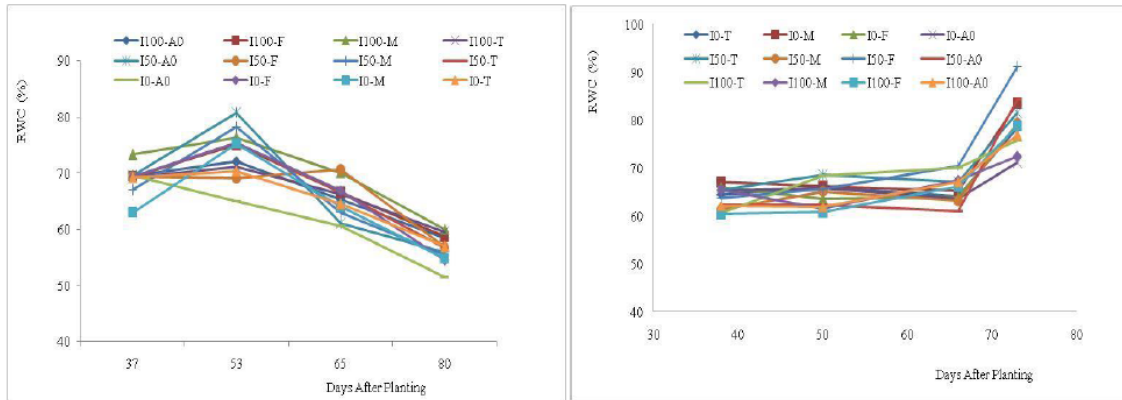 I100-A0 I100-F I100-M I100-T
I50-A0 I50-F I50-M I50-T
I0-A0 I0-F I0-M I0-T
RWC (%)
90
80
70
60
50
40
37 53 65 80
Days After Planting
I0-T I0-M I0-F I0-A0
I50-T I50-M I50-F I50-A0
I100-T I100-M I100-F I100-A0
RWC (%)
100
90
80
70
60
50
40
30 40 50 60 70 80
Days After Planting